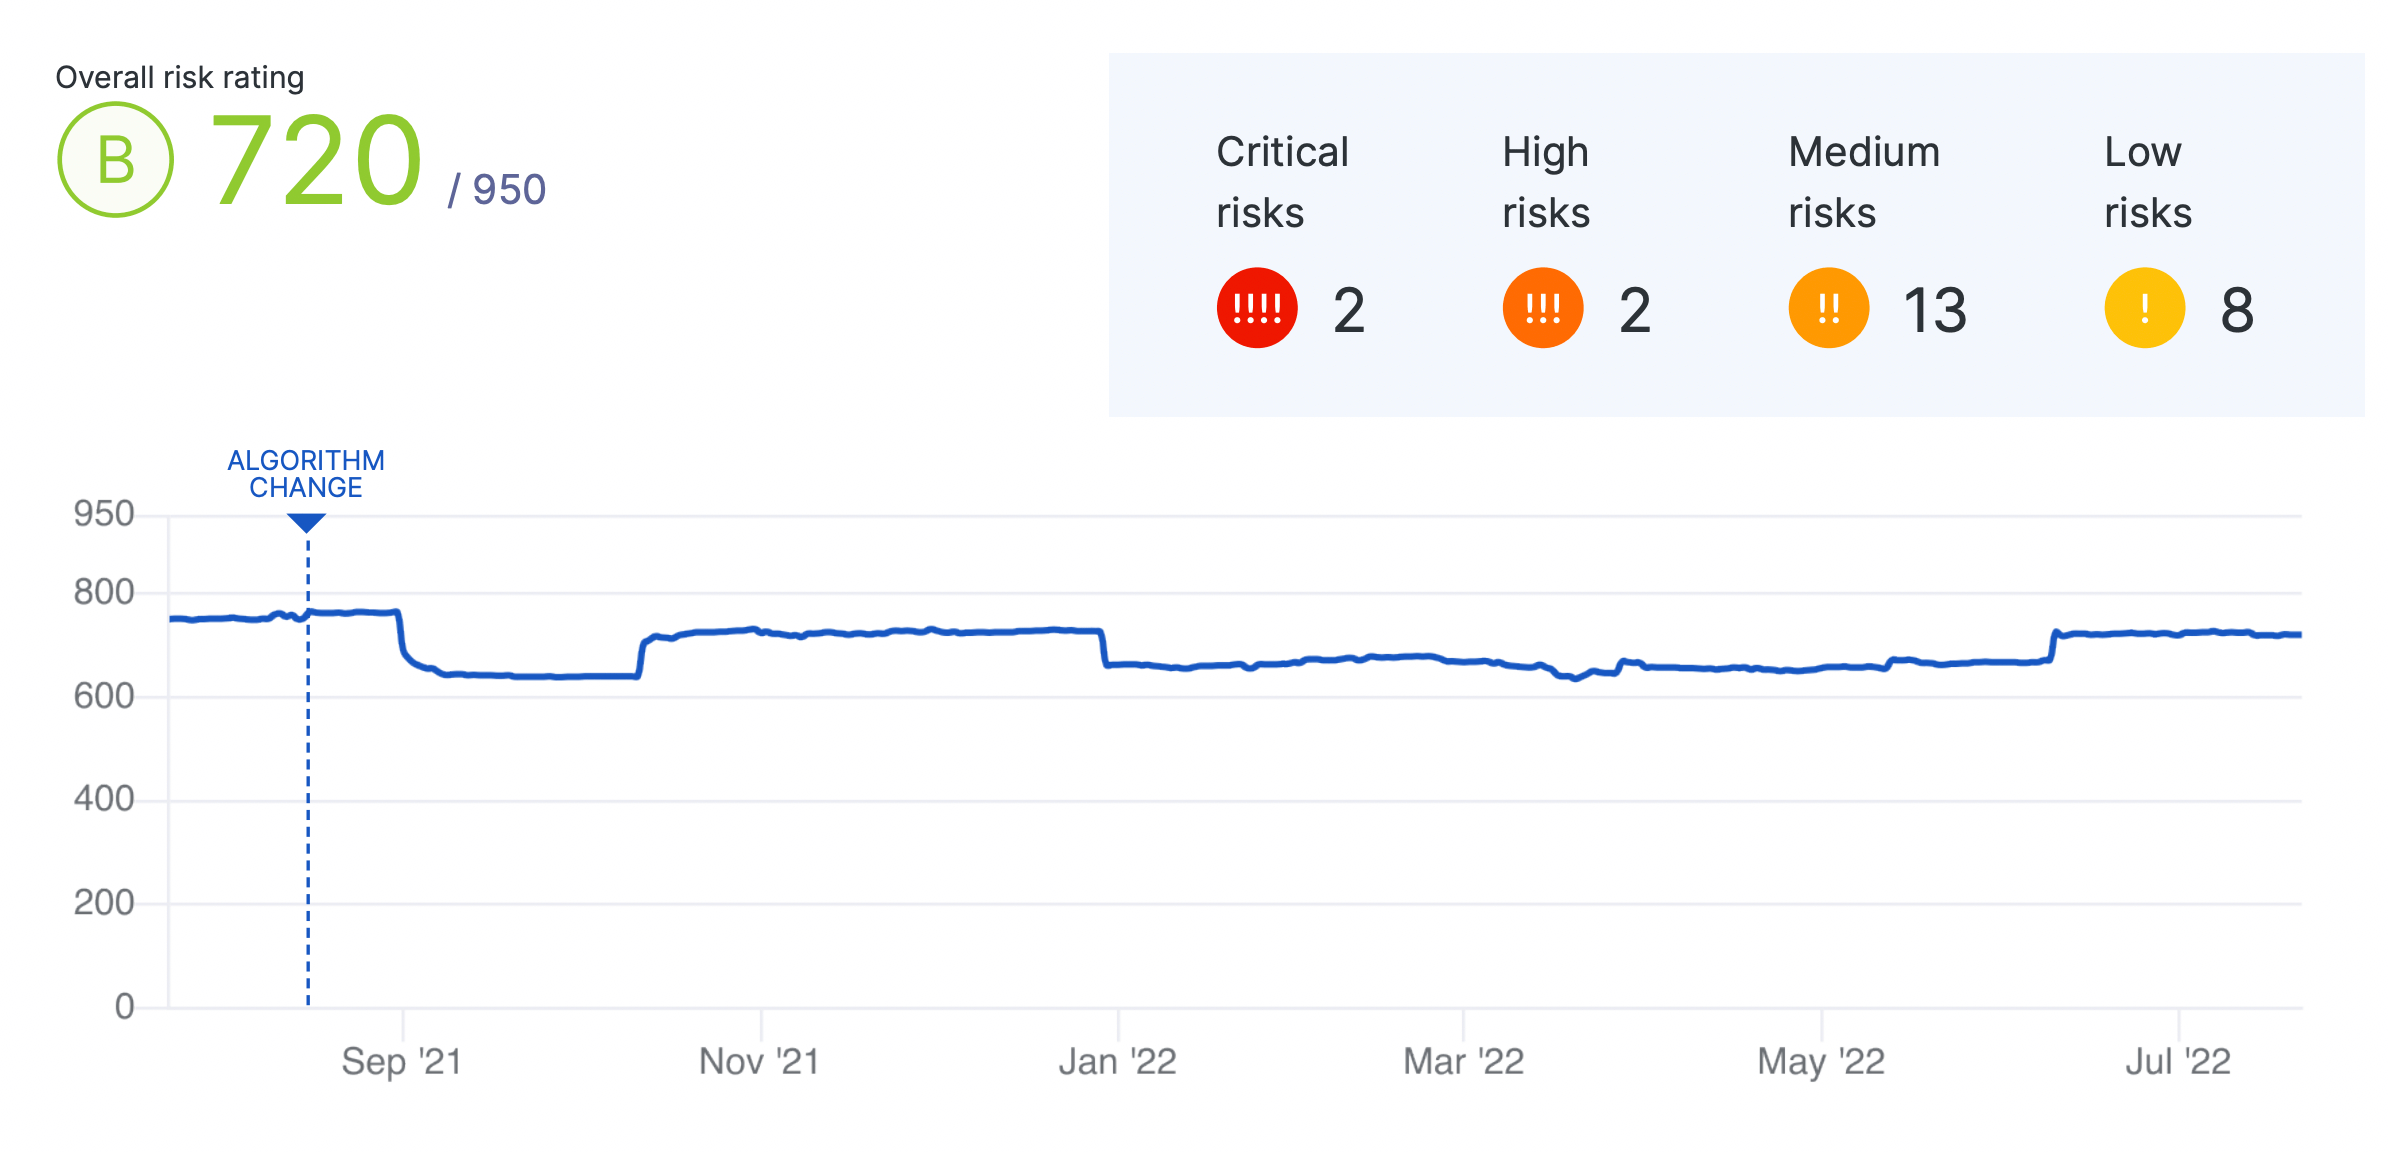 Overall risk rating
B 720 / 950
Critical risks
High risks
Medium risks
Low risks
!!!! 2
!!! 2
!! 13
! 8
ALGORITHM
CHANGE
950
800
600
400
200
0
Sep '21
Nov '21
Jan '22
Mar '22
May '22
Jul '22